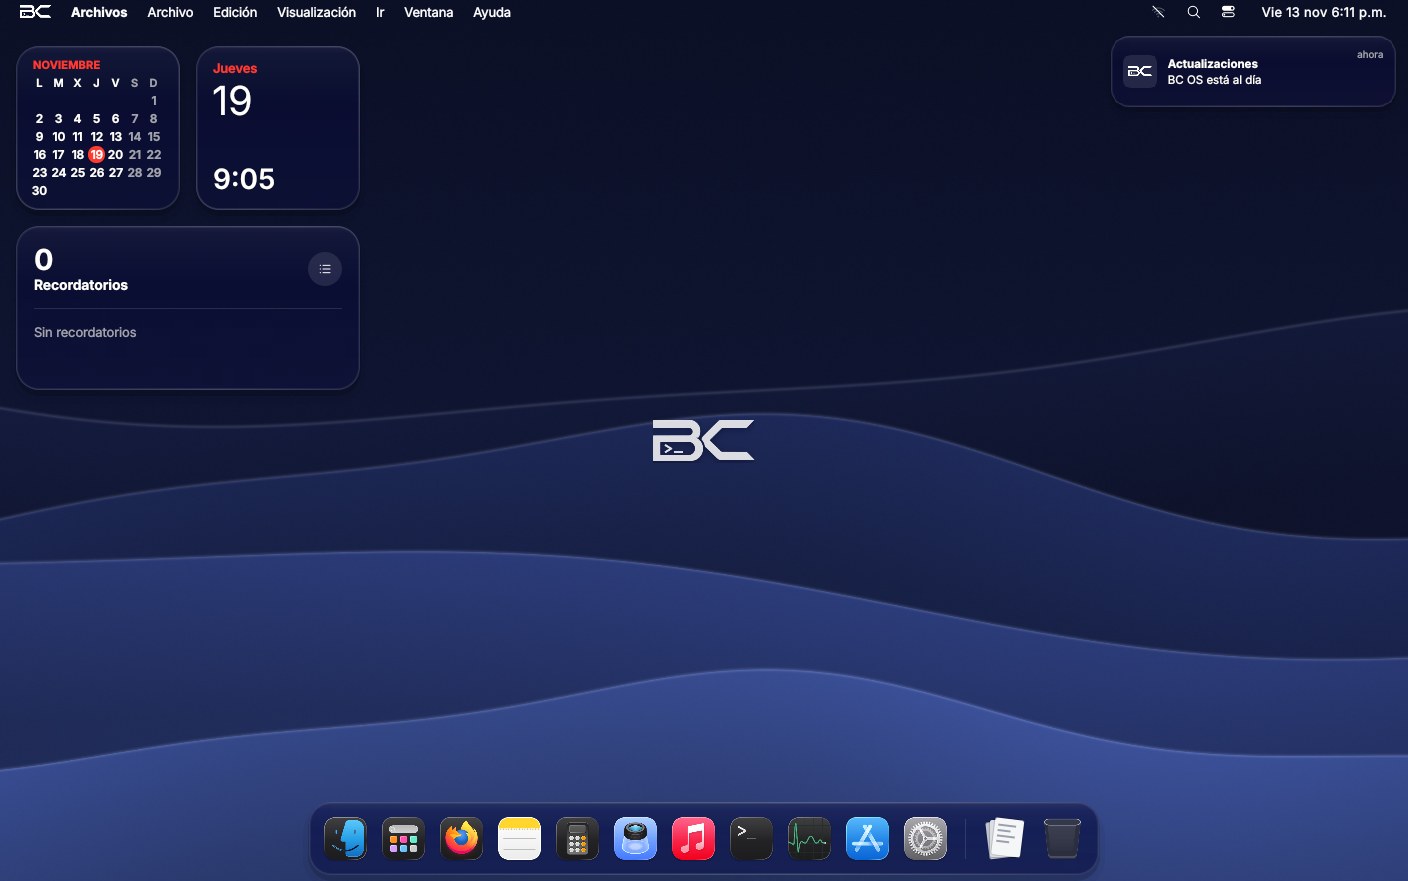 BC Archivos Archivo Edición Visualización Ir Ventana Ayuda Vie 13 nov 6:11 p.m.
NOVIEMBRE
L M X J V S D
1
2 3 4 5 6 7 8
9 10 11 12 13 14 15
16 17 18 19 20 21 22
23 24 25 26 27 28 29
30
Jueves
19
9:05
0
Recordatorios
Sin recordatorios
BC
Actualizaciones
ahora
BC OS está al día
BC
>_
>_